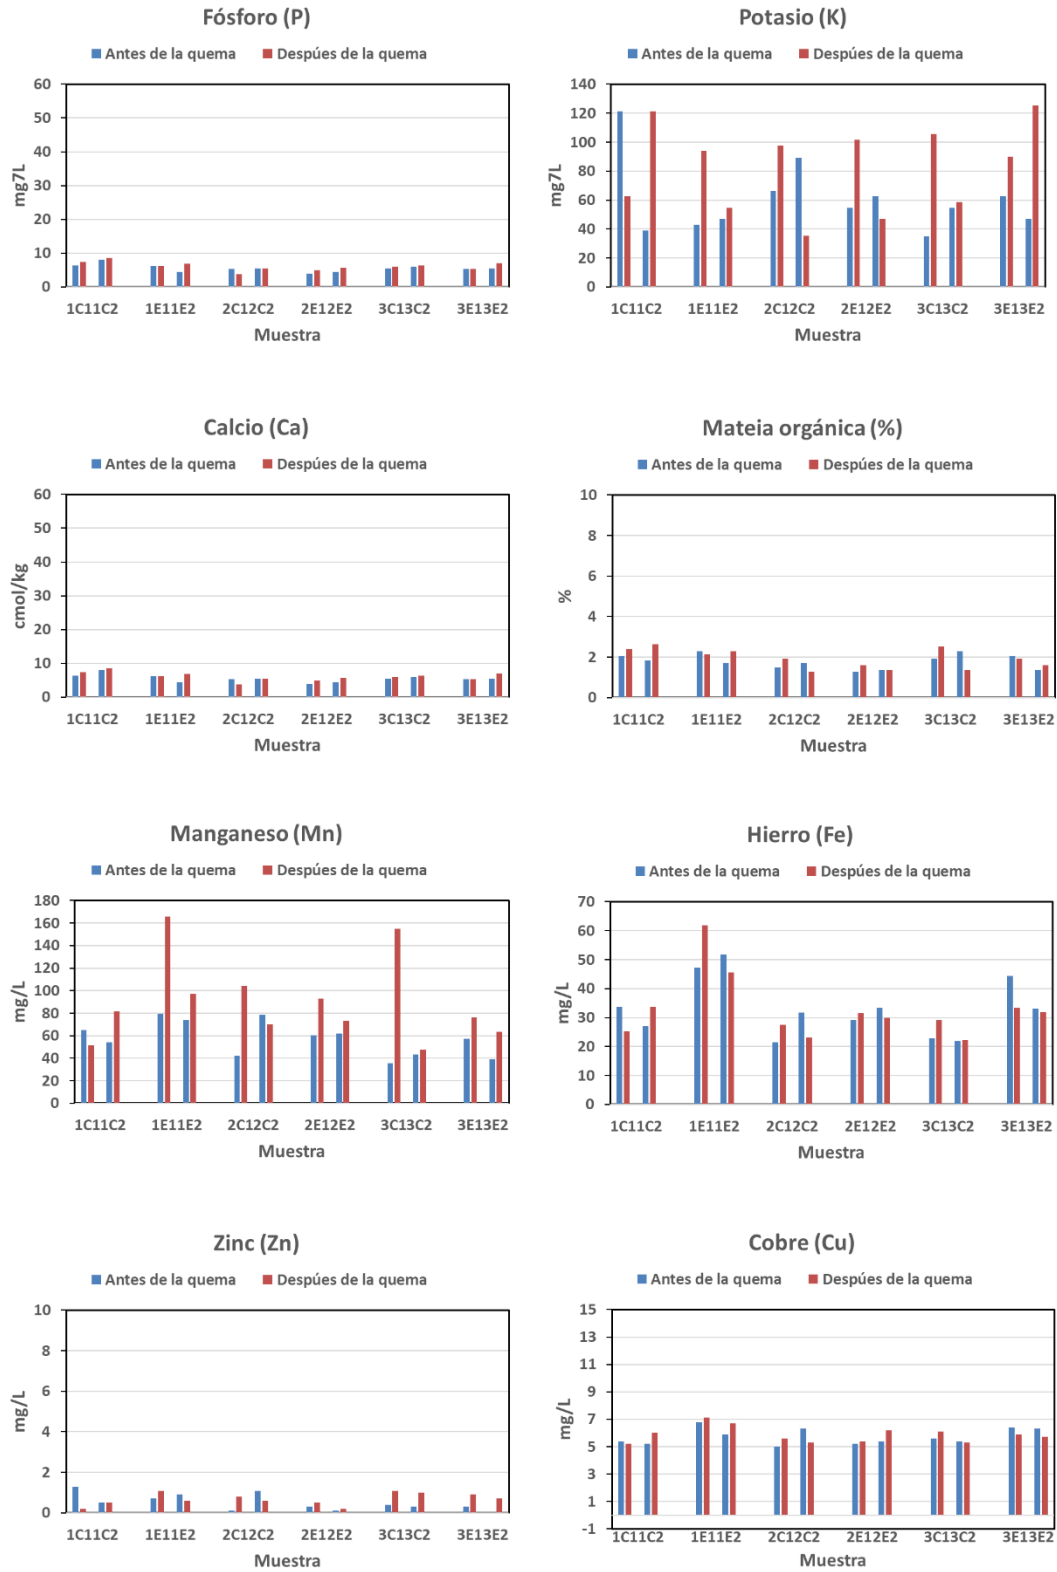 Fósforo (P)
Antes de la quema Despúes de la quema
60
50
40
30
20
10
0
mg7L
1C11C2 1E11E2 2C12C2 2E12E2 3C13C2 3E13E2
Muestra
Potasio (K)
Antes de la quema Despúes de la quema
140
120
100
80
60
40
20
0
mg7L
1C11C2 1E11E2 2C12C2 2E12E2 3C13C2 3E13E2
Muestra
Calcio (Ca)
Antes de la quema Despúes de la quema
60
50
40
30
20
10
0
cmol/kg
1C11C2 1E11E2 2C12C2 2E12E2 3C13C2 3E13E2
Muestra
Mateia orgánica (%)
Antes de la quema Despúes de la quema
10
8
6
4
2
0
%
1C11C2 1E11E2 2C12C2 2E12E2 3C13C2 3E13E2
Muestra
Manganeso (Mn)
Antes de la quema Despúes de la quema
180
160
140
120
100
80
60
40
20
0
mg/L
1C11C2 1E11E2 2C12C2 2E12E2 3C13C2 3E13E2
Muestra
Hierro (Fe)
Antes de la quema Despúes de la quema
70
60
50
40
30
20
10
0
mg/L
1C11C2 1E11E2 2C12C2 2E12E2 3C13C2 3E13E2
Muestra
Zinc (Zn)
Antes de la quema Despúes de la quema
10
8
6
4
2
0
mg/L
1C11C2 1E11E2 2C12C2 2E12E2 3C13C2 3E13E2
Muestra
Cobre (Cu)
Antes de la quema Despúes de la quema
15
13
11
9
7
5
3
1
-1
mg/L
1C11C2 1E11E2 2C12C2 2E12E2 3C13C2 3E13E2
Muestra